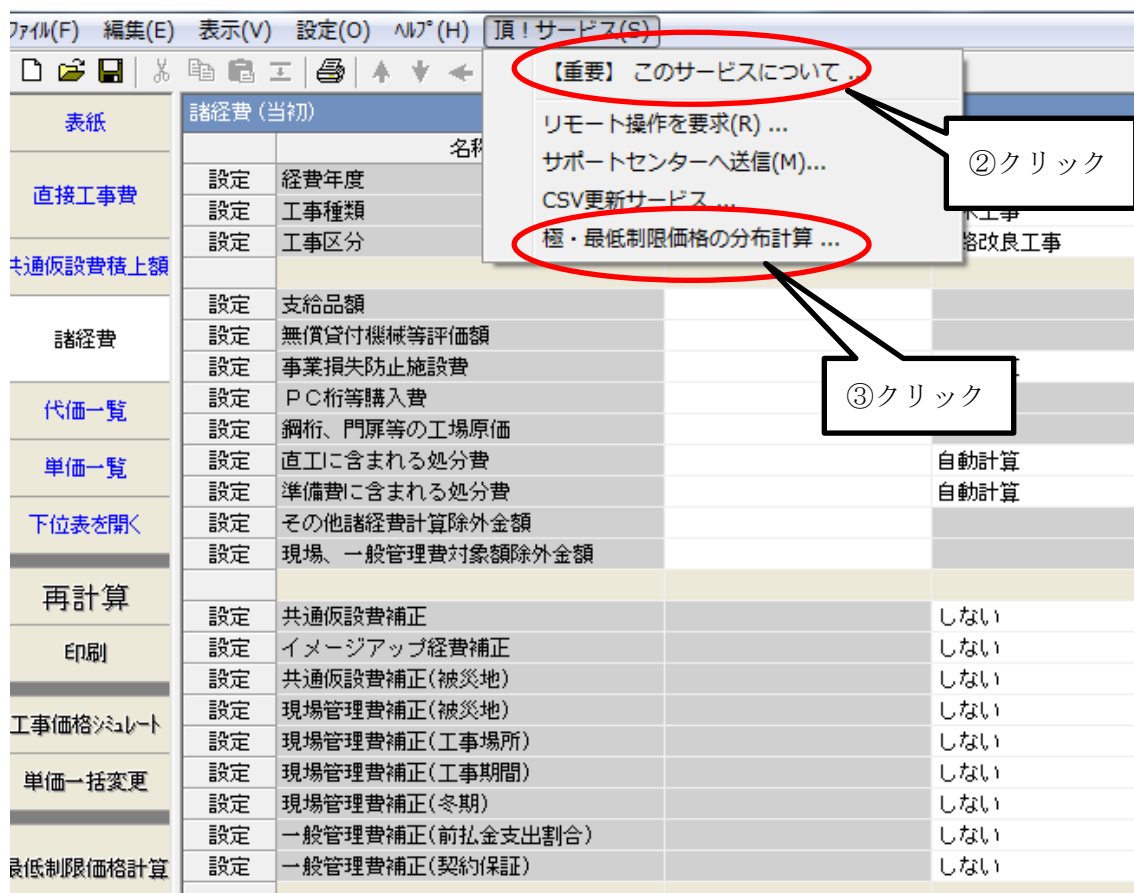 ファイル(F) 編集(E) 表示(V) 設定(O) ヘルプ(H) 頂！サービス(S)
【重要】 このサービスについて ...
リモート操作を要求(R) ...
サポートセンターへ送信(M)...
CSV更新サービス ...
極・最低制限価格の分布計算 ...
②クリック
③クリック
表紙
直接工事費
共通仮設費積上額
諸経費
代価一覧
単価一覧
下位表を開く
再計算
印刷
工事価格シミュレート
単価一括変更
最低制限価格計算
諸経費(当初)
名称
設定 経費年度
設定 工事種類 木工事
設定 工事区分 路改良工事
設定 支給品額
設定 無償貸付機械等評価額
設定 事業損失防止施設費
設定 ＰＣ桁等購入費
設定 鋼桁、門扉等の工場原価
設定 直工に含まれる処分費 自動計算
設定 準備費に含まれる処分費 自動計算
設定 その他諸経費計算除外金額
設定 現場、一般管理費対象額除外金額
設定 共通仮設費補正 しない
設定 イメージアップ経費補正 しない
設定 共通仮設費補正(被災地) しない
設定 現場管理費補正(被災地) しない
設定 現場管理費補正(工事場所) しない
設定 現場管理費補正(工事期間) しない
設定 現場管理費補正(冬期) しない
設定 一般管理費補正(前払金支出割合) しない
設定 一般管理費補正(契約保証) しない